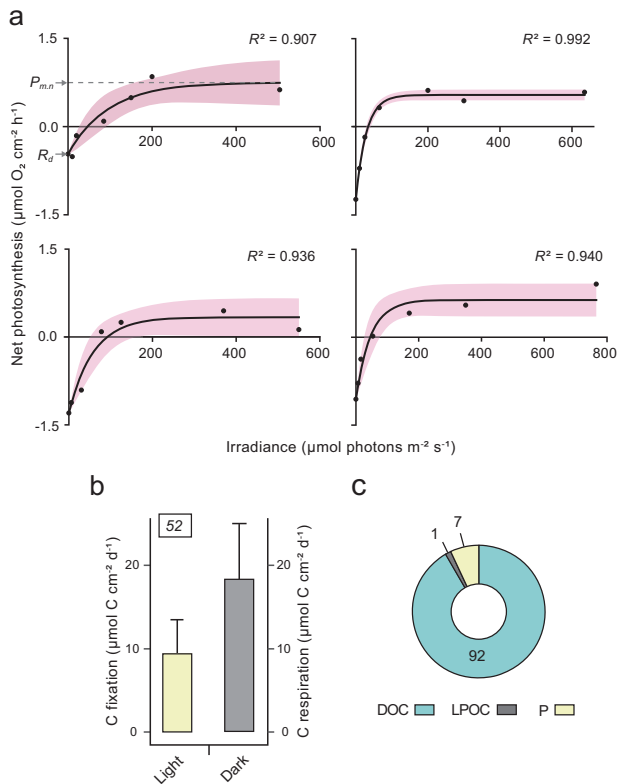 a
Net photosynthesis (µmol O₂ cm⁻² h⁻¹)
1.5
0.0
-1.5
P_{m.n}
R_d
R² = 0.907
200
400
600
R² = 0.992
200
400
600
1.5
0.0
-1.5
R² = 0.936
200
400
600
R² = 0.940
200
400
600
800
Irradiance (µmol photons m⁻² s⁻¹)
b
52
C fixation (µmol C cm⁻² d⁻¹)
20
10
0
C respiration (µmol C cm⁻² d⁻¹)
20
10
0
Light
Dark
c
1
7
92
DOC
LPOC
P